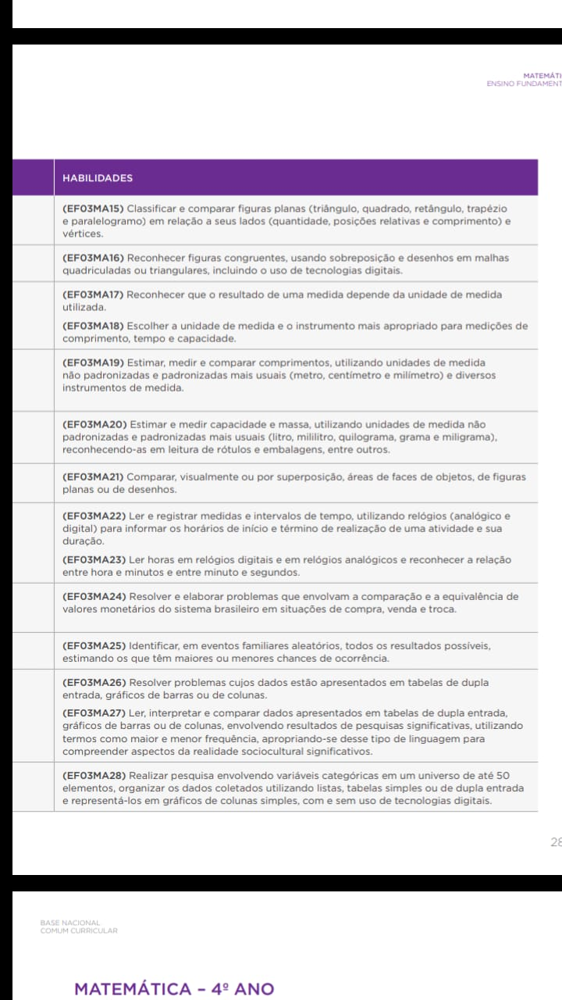 MATEMÁTI
ENSINO FUNDAMENT
HABILIDADES
(EF03MA15) Classificar e comparar figuras planas (triângulo, quadrado, retângulo, trapézio
e paralelogramo) em relação a seus lados (quantidade, posições relativas e comprimento) e
vértices.
(EF03MA16) Reconhecer figuras congruentes, usando sobreposição e desenhos em malhas
quadriculadas ou triangulares, incluindo o uso de tecnologias digitais.
(EF03MA17) Reconhecer que o resultado de uma medida depende da unidade de medida
utilizada.
(EF03MA18) Escolher a unidade de medida e o instrumento mais apropriado para medições de
comprimento, tempo e capacidade.
(EF03MA19) Estimar, medir e comparar comprimentos, utilizando unidades de medida
não padronizadas e padronizadas mais usuais (metro, centímetro e milímetro) e diversos
instrumentos de medida.
(EF03MA20) Estimar e medir capacidade e massa, utilizando unidades de medida não
padronizadas e padronizadas mais usuais (litro, mililitro, quilograma, grama e miligrama),
reconhecendo-as em leitura de rótulos e embalagens, entre outros.
(EF03MA21) Comparar, visualmente ou por superposição, áreas de faces de objetos, de figuras
planas ou de desenhos.
(EF03MA22) Ler e registrar medidas e intervalos de tempo, utilizando relógios (analógico e
digital) para informar os horários de início e término de realização de uma atividade e sua
duração.
(EF03MA23) Ler horas em relógios digitais e em relógios analógicos e reconhecer a relação
entre hora e minutos e entre minuto e segundos.
(EF03MA24) Resolver e elaborar problemas que envolvam a comparação e a equivalência de
valores monetários do sistema brasileiro em situações de compra, venda e troca.
(EF03MA25) Identificar, em eventos familiares aleatórios, todos os resultados possíveis,
estimando os que têm maiores ou menores chances de ocorrência.
(EF03MA26) Resolver problemas cujos dados estão apresentados em tabelas de dupla
entrada, gráficos de barras ou de colunas.
(EF03MA27) Ler, interpretar e comparar dados apresentados em tabelas de dupla entrada,
gráficos de barras ou de colunas, envolvendo resultados de pesquisas significativas, utilizando
termos como maior e menor frequência, apropriando-se desse tipo de linguagem para
compreender aspectos da realidade sociocultural significativos.
(EF03MA28) Realizar pesquisa envolvendo variáveis categóricas em um universo de até 50
elementos, organizar os dados coletados utilizando listas, tabelas simples ou de dupla entrada
e representá-los em gráficos de colunas simples, com e sem uso de tecnologias digitais.
28
BASE NACIONAL
COMUM CURRICULAR
MATEMÁTICA – 4º ANO